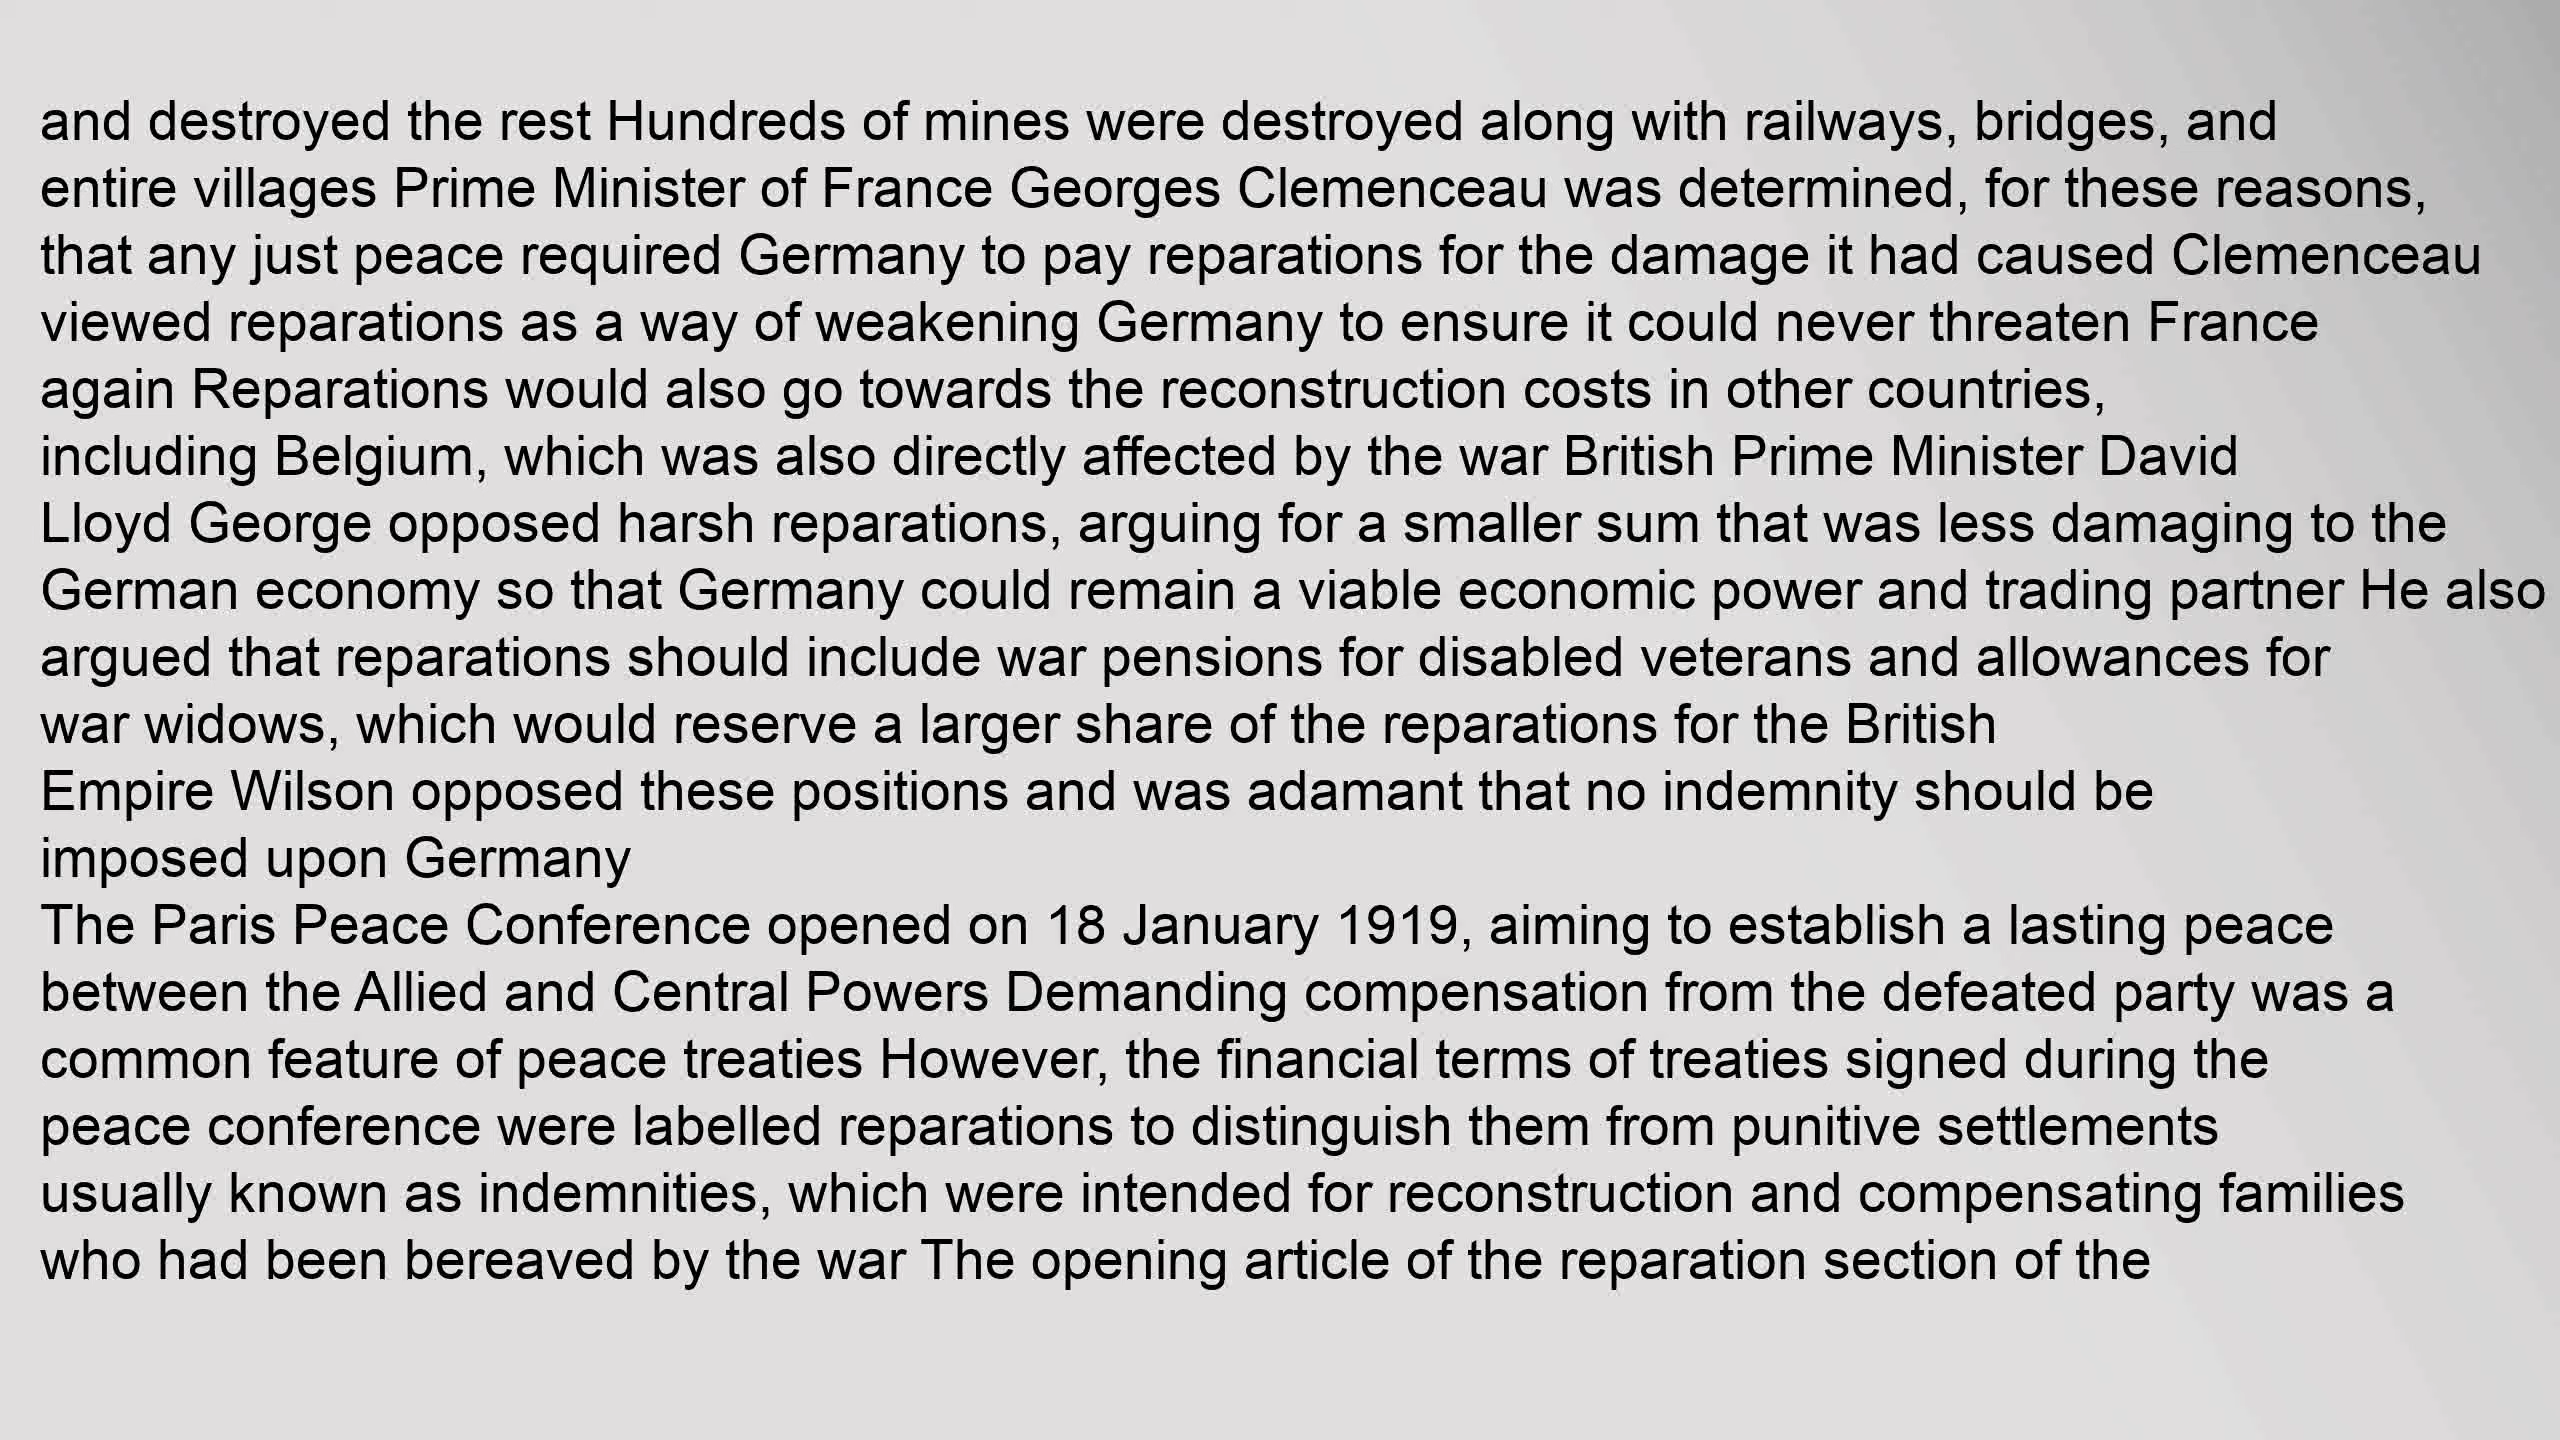 and destroyed the rest Hundreds of mines were destroyed along with railways, bridges, and
entire villages Prime Minister of France Georges Clemenceau was determined, for these reasons,
that any just peace required Germany to pay reparations for the damage it had caused Clemenceau
viewed reparations as a way of weakening Germany to ensure it could never threaten France
again Reparations would also go towards the reconstruction costs in other countries,
including Belgium, which was also directly affected by the war British Prime Minister David
Lloyd George opposed harsh reparations, arguing for a smaller sum that was less damaging to the
German economy so that Germany could remain a viable economic power and trading partner He also
argued that reparations should include war pensions for disabled veterans and allowances for
war widows, which would reserve a larger share of the reparations for the British
Empire Wilson opposed these positions and was adamant that no indemnity should be
imposed upon Germany
The Paris Peace Conference opened on 18 January 1919, aiming to establish a lasting peace
between the Allied and Central Powers Demanding compensation from the defeated party was a
common feature of peace treaties However, the financial terms of treaties signed during the
peace conference were labelled reparations to distinguish them from punitive settlements
usually known as indemnities, which were intended for reconstruction and compensating families
who had been bereaved by the war The opening article of the reparation section of the